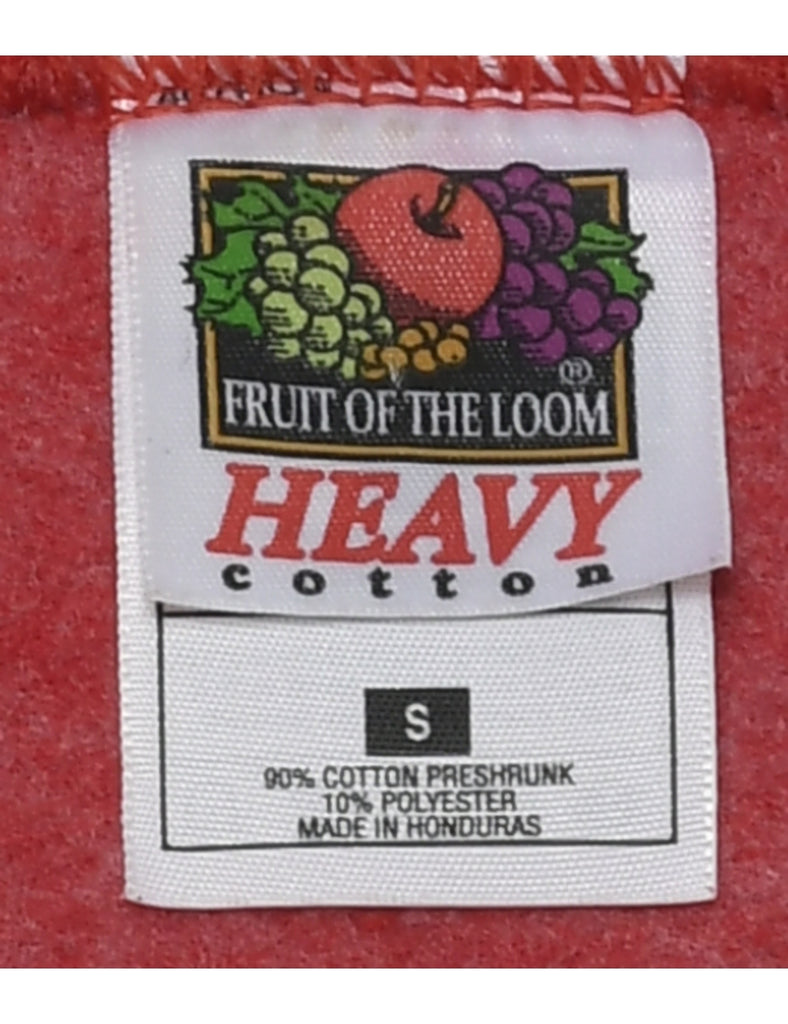 ®
FRUIT OF THE LOOM
HEAVY
cotton
S
90% COTTON PRESHRUNK
10% POLYESTER
MADE IN HONDURAS